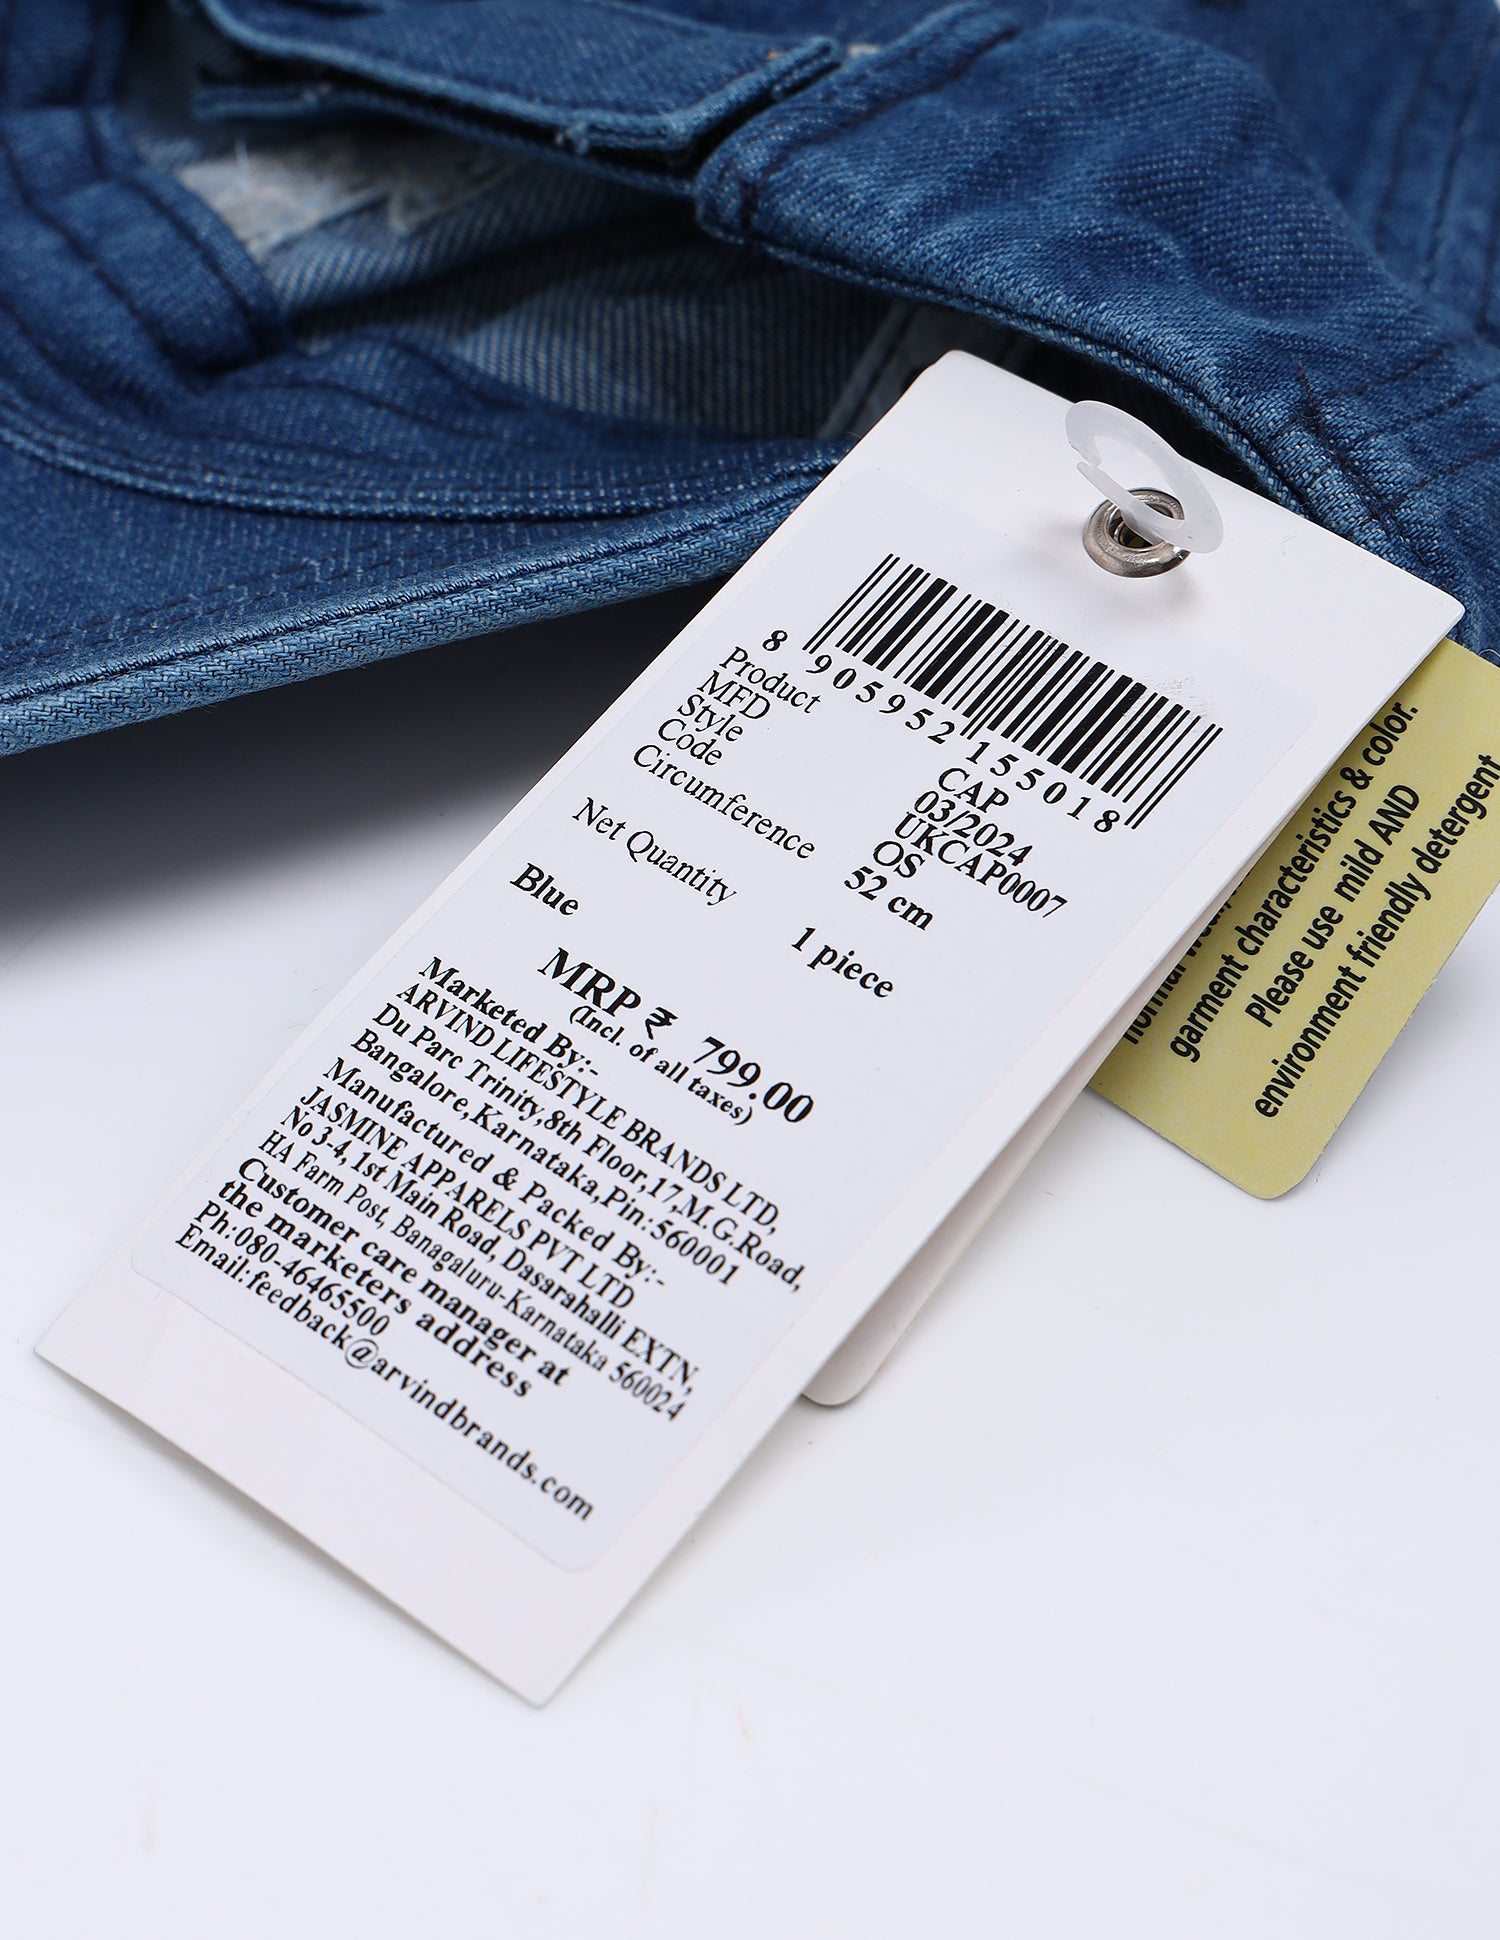 8 905952 155018
Product CAP
MFD 03/2024
Style UKCAP0007
Code OS
Circumference 52 cm
Net Quantity 1 piece
Blue
MRP ₹ 799.00
(Incl. of all taxes)
Marketed By:-
ARVIND LIFESTYLE BRANDS LTD,
Du Parc Trinity,8th Floor,17,M.G.Road,
Bangalore,Karnataka,Pin:560001
Manufactured & Packed By:-
JASMINE APPARELS PVT LTD
No 3-4, 1st Main Road, Dasarahalli EXTN,
HA Farm Post, Banagaluru-Karnataka 560024
Customer care manager at
the marketers address
Ph:080-46465500
Email:feedback@arvindbrands.com
garment characteristics & color.
Please use mild AND
environment friendly detergent